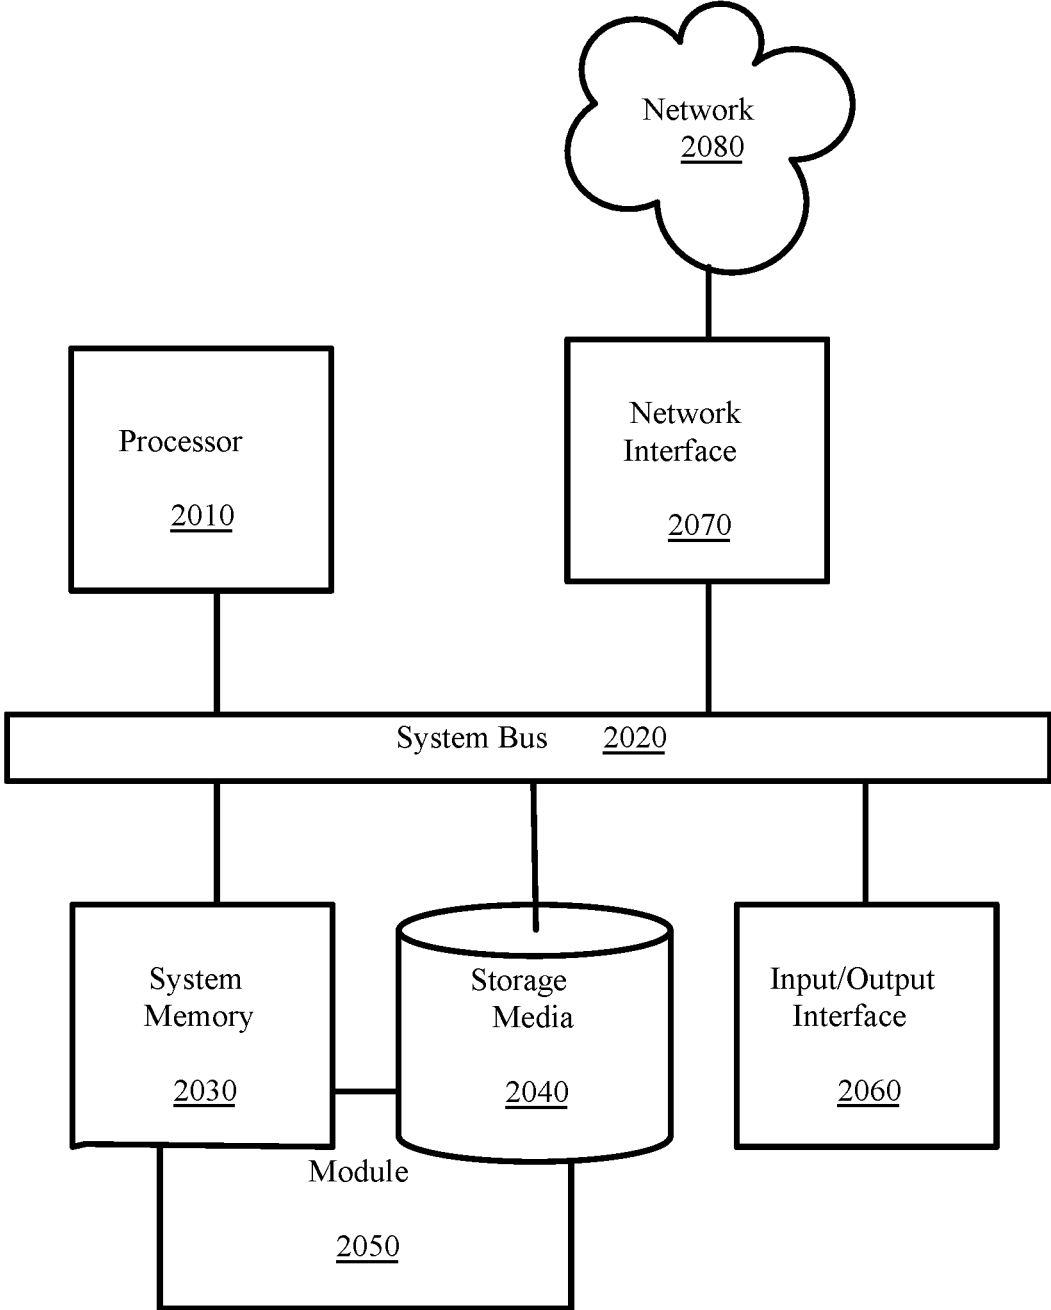 Network
2080
Network
Interface
2070
Processor
2010
System Bus 2020
System
Memory
2030
Storage
Media
2040
Input/Output
Interface
2060
Module
2050